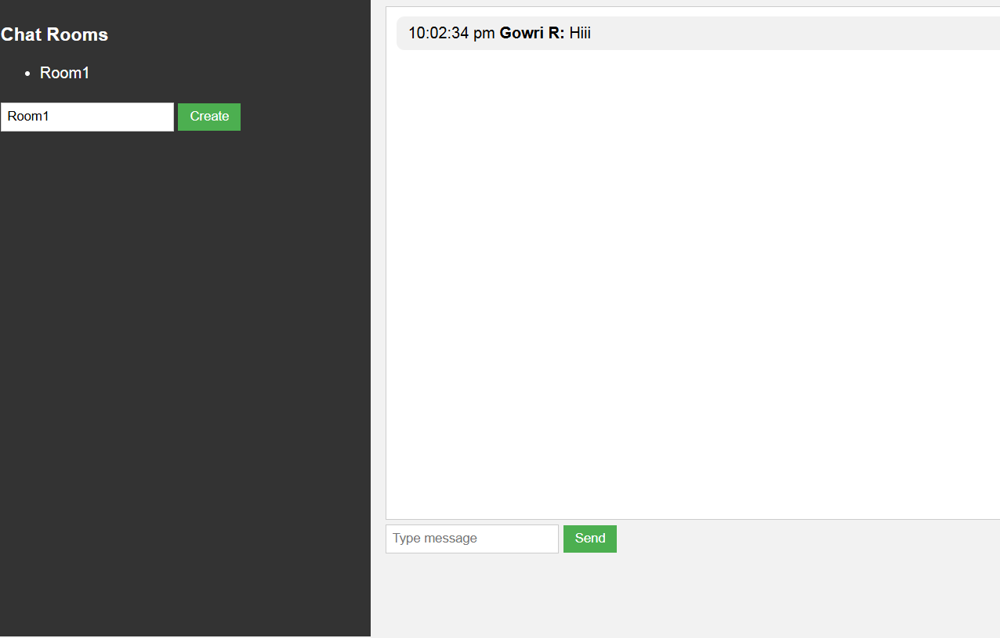 Chat Rooms
Room1
Room1
Create
10:02:34 pm Gowri R: Hiii
Type message
Send